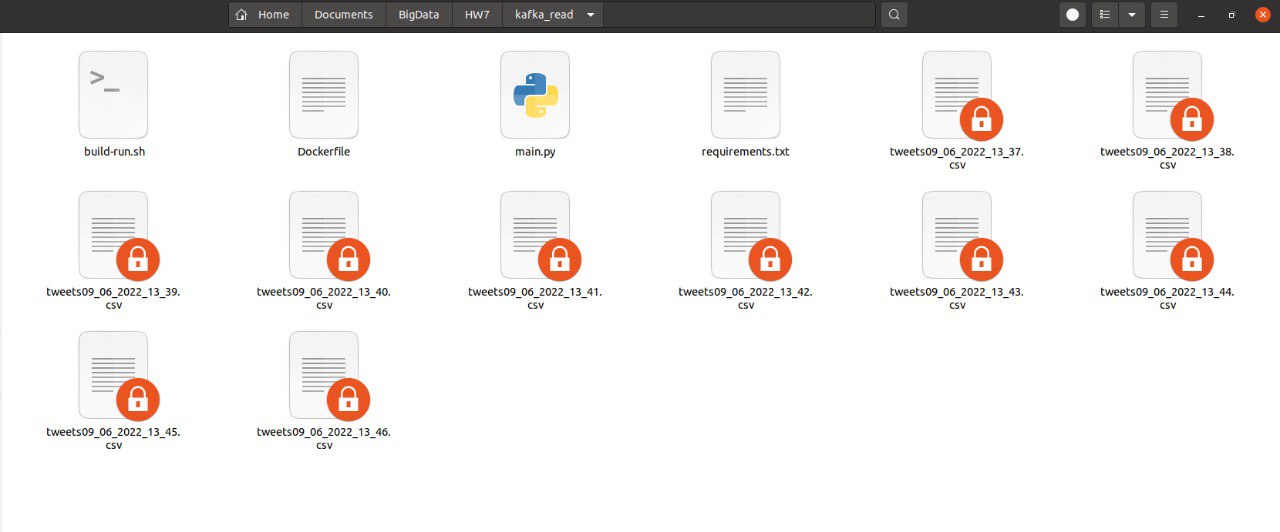 Home Documents BigData HW7 kafka_read
>_
build-run.sh
Dockerfile
main.py
requirements.txt
tweets09_06_2022_13_37.
csv
tweets09_06_2022_13_38.
csv
tweets09_06_2022_13_39.
csv
tweets09_06_2022_13_40.
csv
tweets09_06_2022_13_41.
csv
tweets09_06_2022_13_42.
csv
tweets09_06_2022_13_43.
csv
tweets09_06_2022_13_44.
csv
tweets09_06_2022_13_45.
csv
tweets09_06_2022_13_46.
csv